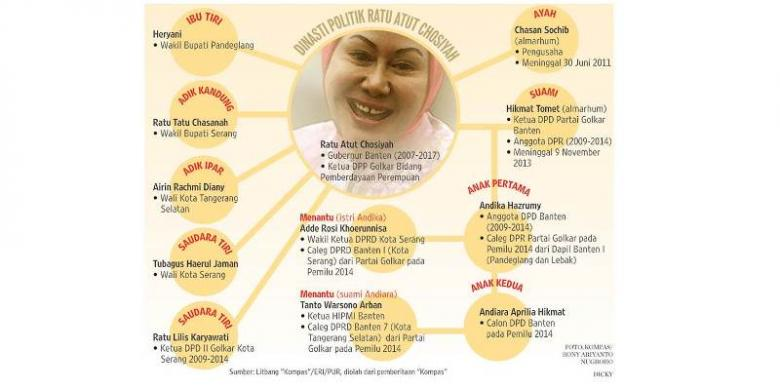 DINASTI POLITIK RATU ATUT CHOSIYAH
IBU TIRI
Heryani
• Wakil Bupati Pandeglang
ADIK KANDUNG
Ratu Tatu Chasanah
• Wakil Bupati Serang
ADIK IPAR
Airin Rachmi Diany
• Wali Kota Tangerang
Selatan
SAUDARA TIRI
Tubagus Haerul Jaman
• Wali Kota Serang
SAUDARA TIRI
Ratu Lilis Karyawati
• Ketua DPD II Golkar Kota
Serang 2009-2014
Ratu Atut Chosiyah
• Gubergur Banten (2007-2017)
• Ketua DPP Golkar Bidang
Pemberdayaan Perempuan
AYAH
Chasan Sochib
(almarhum)
• Pengusaha
• Meninggal 30 Juni 2011
SUAMI
Hikmat Tomet (almarhum)
• Ketua DPD Partai Golkar
Banten
• Anggota DPR (2009-2014)
• Meninggal 9 November
2013
ANAK PERTAMA
Andika Hazrumy
• Anggota DPD Banten
(2009-2014)
• Caleg DPR Partai Golkar pada
Pemilu 2014 dari Dapil Banten I
(Pandeglang dan Lebak)
Menantu (istri Andika)
Adde Rosi Khoerunnisa
• Wakil Ketua DPRD Kota Serang
• Caleg DPRD Banten I (Kota
Serang) dari Partai Golkar pada
Pemilu 2014
ANAK KEDUA
Andiara Aprilia Hikmat
• Calon DPD Banten
pada Pemilu 2014
Menantu (suami Andiara)
Tanto Warsono Arban
• Ketua HIPMI Banten
• Caleg DPRD Banten 7 (Kota
Tangerang Selatan) dari Partai
Golkar pada Pemilu 2014
FOTO, KOMPAS/
RONY ARIYANTO
NUGROHO
DICKY
Sumber: Litbang "Kompas"/ERI/PUR, diolah dari pemberitaan "Kompas"